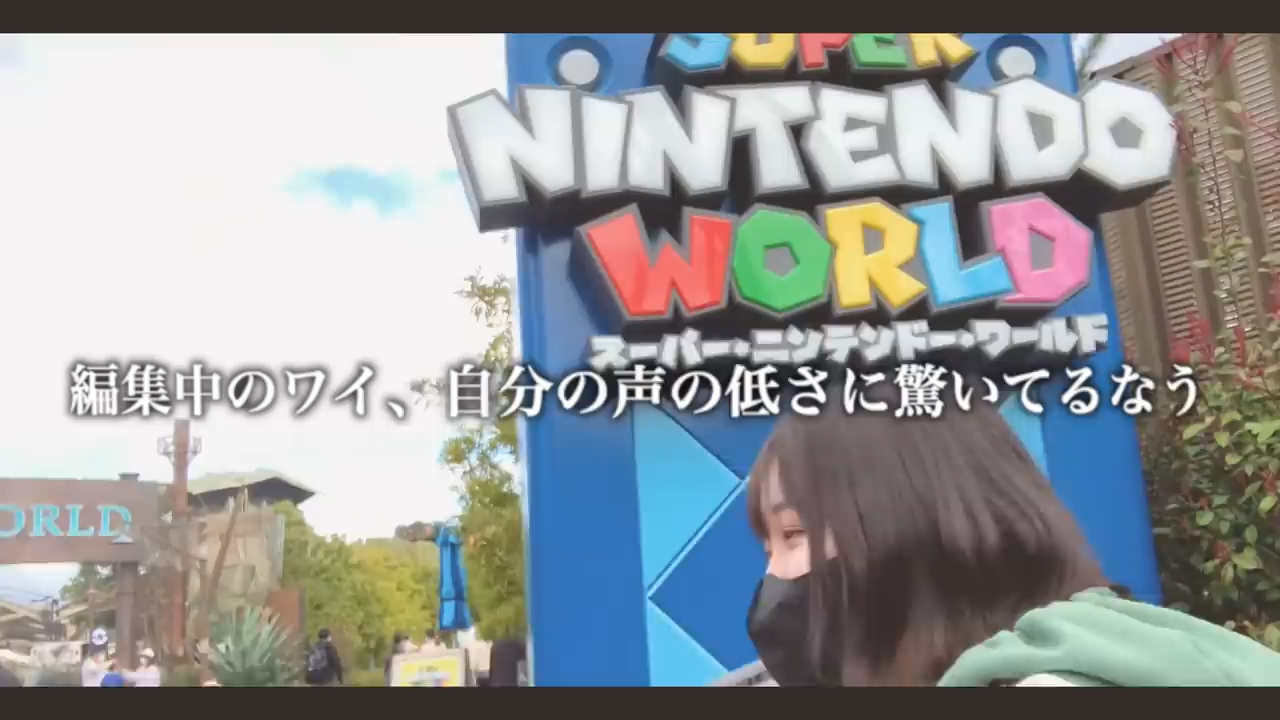 SUPER
NINTENDO
WORLD
スーパー・ニンテンドー・ワールド
編集中のワイ、自分の声の低さに驚いてるなう
ORLD